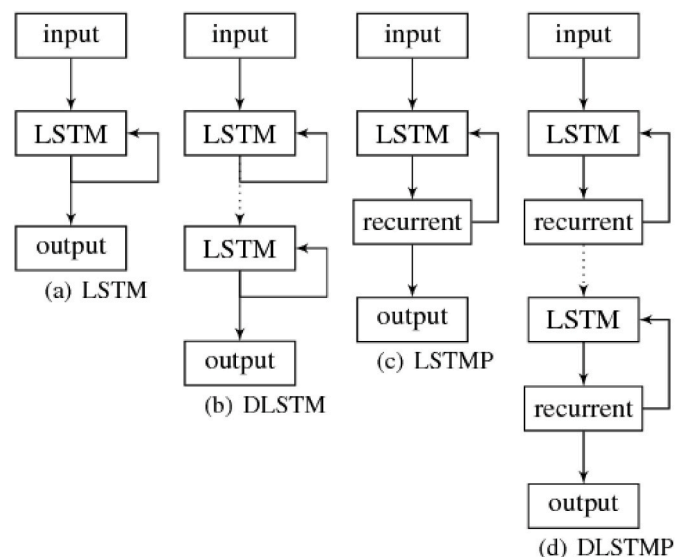 input
LSTM
output
(a) LSTM
input
LSTM
LSTM
output
(b) DLSTM
input
LSTM
recurrent
output
(c) LSTMP
input
LSTM
recurrent
LSTM
recurrent
output
(d) DLSTMP